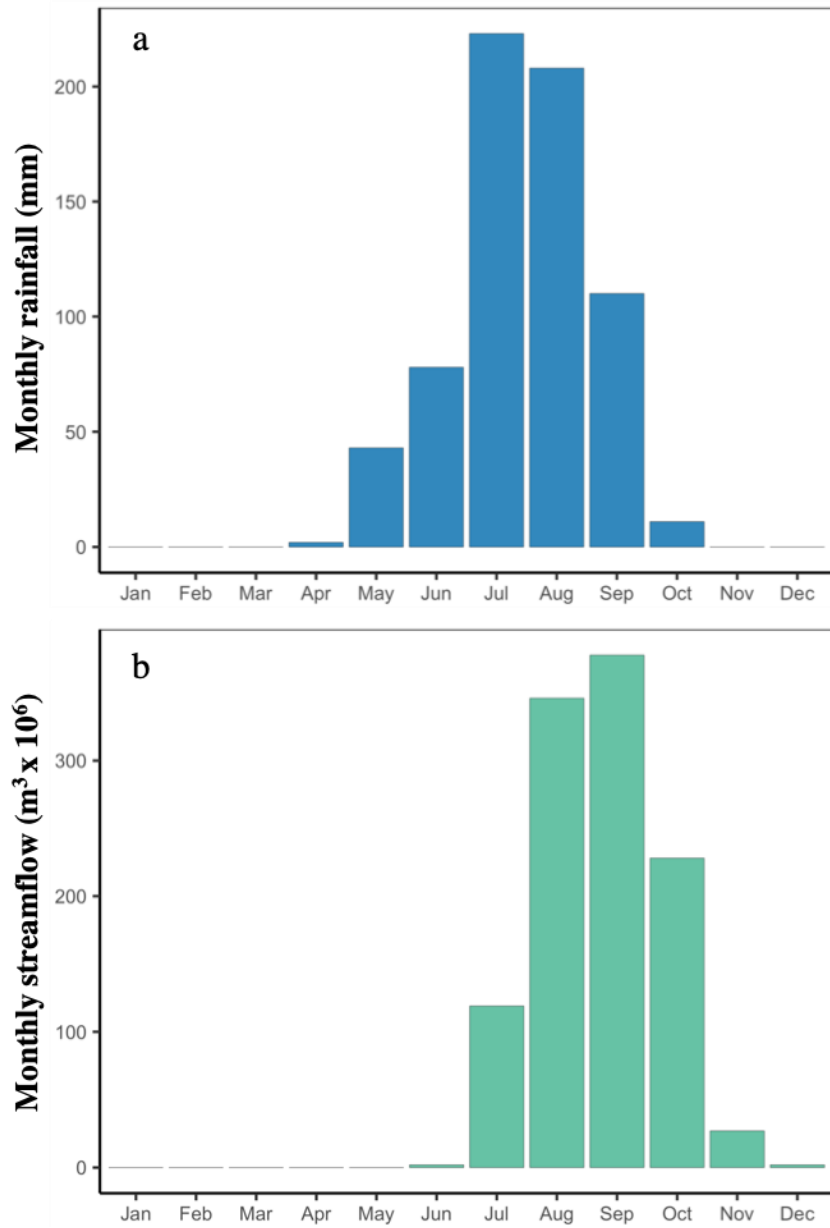 a
Monthly rainfall (mm)
200
150
100
50
0
Jan Feb Mar Apr May Jun Jul Aug Sep Oct Nov Dec
b
Monthly streamflow (m³ x 10⁶)
300
200
100
0
Jan Feb Mar Apr May Jun Jul Aug Sep Oct Nov Dec